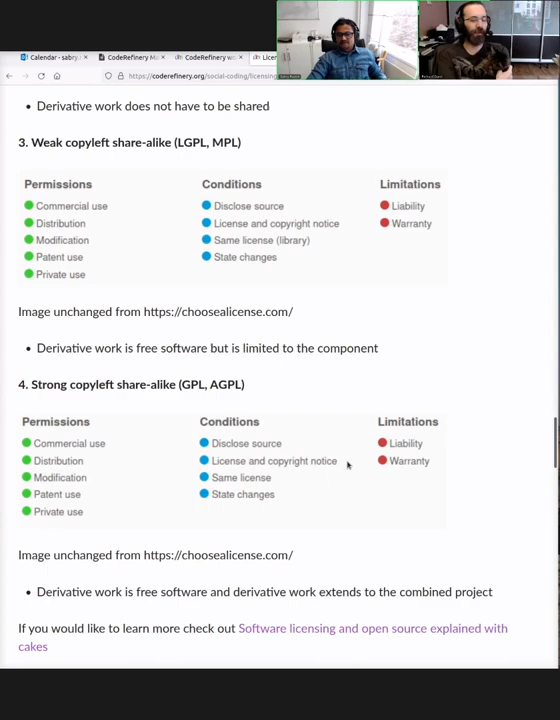 Calendar - sabry.r
CodeRefinery Ma
CodeRefinery wo
Licen
https://coderefinery.org/social-coding/licensing
• Derivative work does not have to be shared
3. Weak copyleft share-alike (LGPL, MPL)
Permissions Conditions Limitations
Commercial use Disclose source Liability
Distribution License and copyright notice Warranty
Modification Same license (library)
Patent use State changes
Private use
Image unchanged from https://choosealicense.com/
• Derivative work is free software but is limited to the component
4. Strong copyleft share-alike (GPL, AGPL)
Permissions Conditions Limitations
Commercial use Disclose source Liability
Distribution License and copyright notice Warranty
Modification Same license
Patent use State changes
Private use
Image unchanged from https://choosealicense.com/
• Derivative work is free software and derivative work extends to the combined project
If you would like to learn more check out Software licensing and open source explained with
cakes